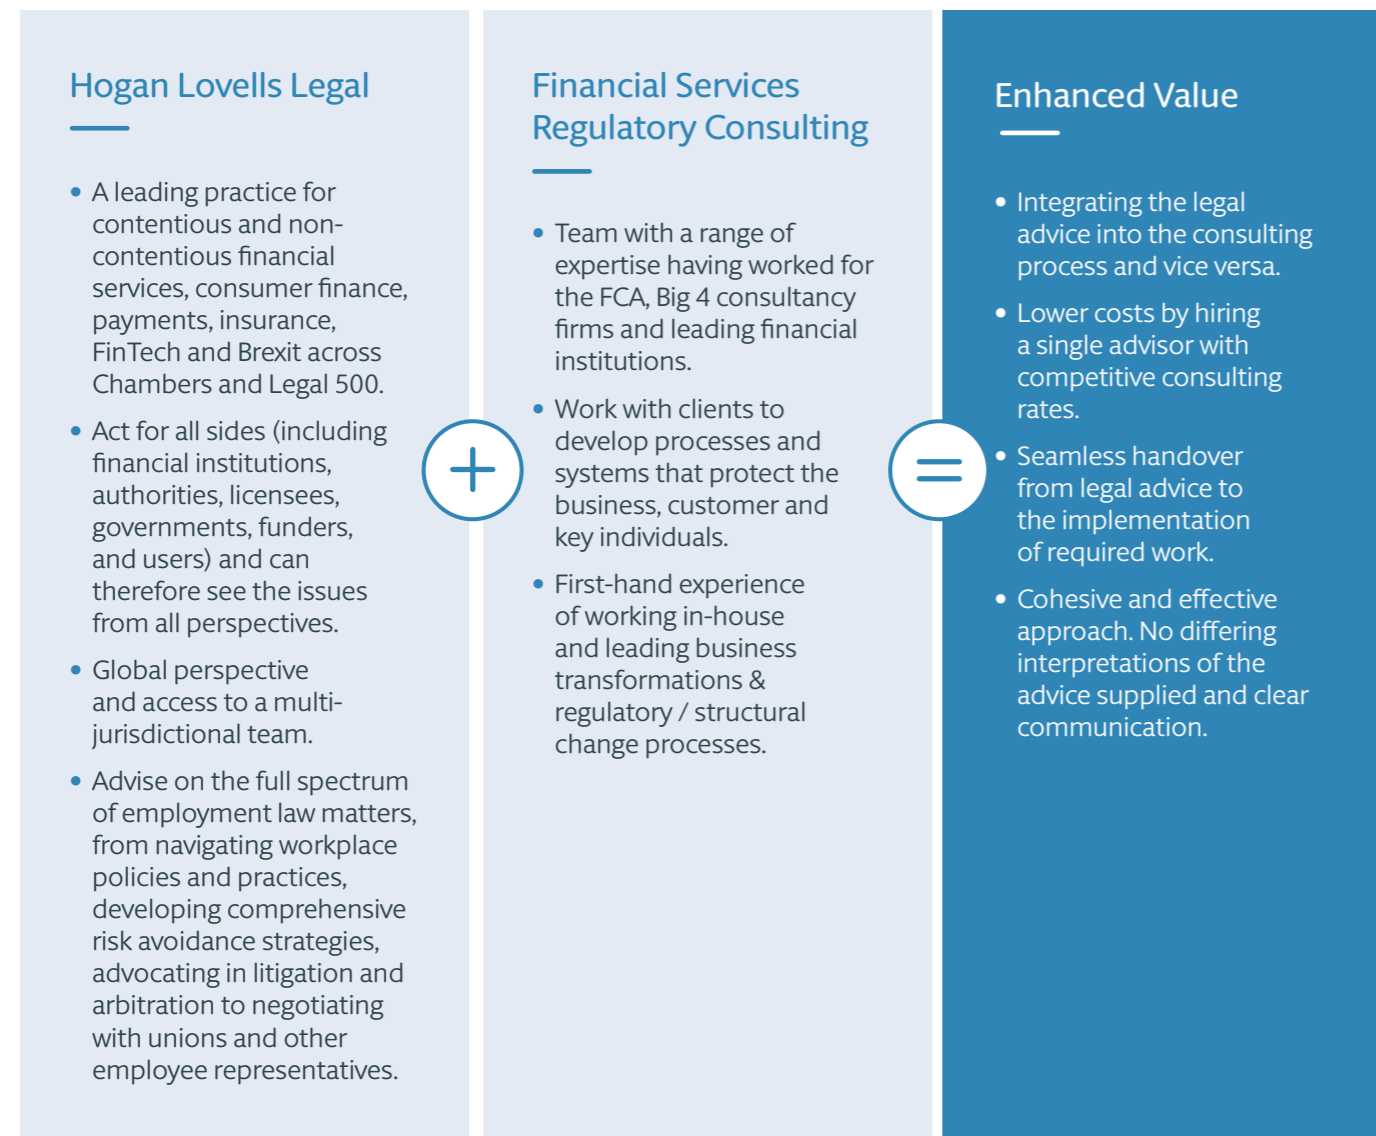 Hogan Lovells Legal
• A leading practice for
contentious and non-
contentious financial
services, consumer finance,
payments, insurance,
FinTech and Brexit across
Chambers and Legal 500.
• Act for all sides (including
financial institutions,
authorities, licensees,
governments, funders,
and users) and can
therefore see the issues
from all perspectives.
• Global perspective
and access to a multi-
jurisdictional team.
• Advise on the full spectrum
of employment law matters,
from navigating workplace
policies and practices,
developing comprehensive
risk avoidance strategies,
advocating in litigation and
arbitration to negotiating
with unions and other
employee representatives.
+
Financial Services
Regulatory Consulting
• Team with a range of
expertise having worked for
the FCA, Big 4 consultancy
firms and leading financial
institutions.
• Work with clients to
develop processes and
systems that protect the
business, customer and
key individuals.
• First-hand experience
of working in-house
and leading business
transformations &
regulatory / structural
change processes.
=
Enhanced Value
• Integrating the legal
advice into the consulting
process and vice versa.
• Lower costs by hiring
a single advisor with
competitive consulting
rates.
• Seamless handover
from legal advice to
the implementation
of required work.
• Cohesive and effective
approach. No differing
interpretations of the
advice supplied and clear
communication.